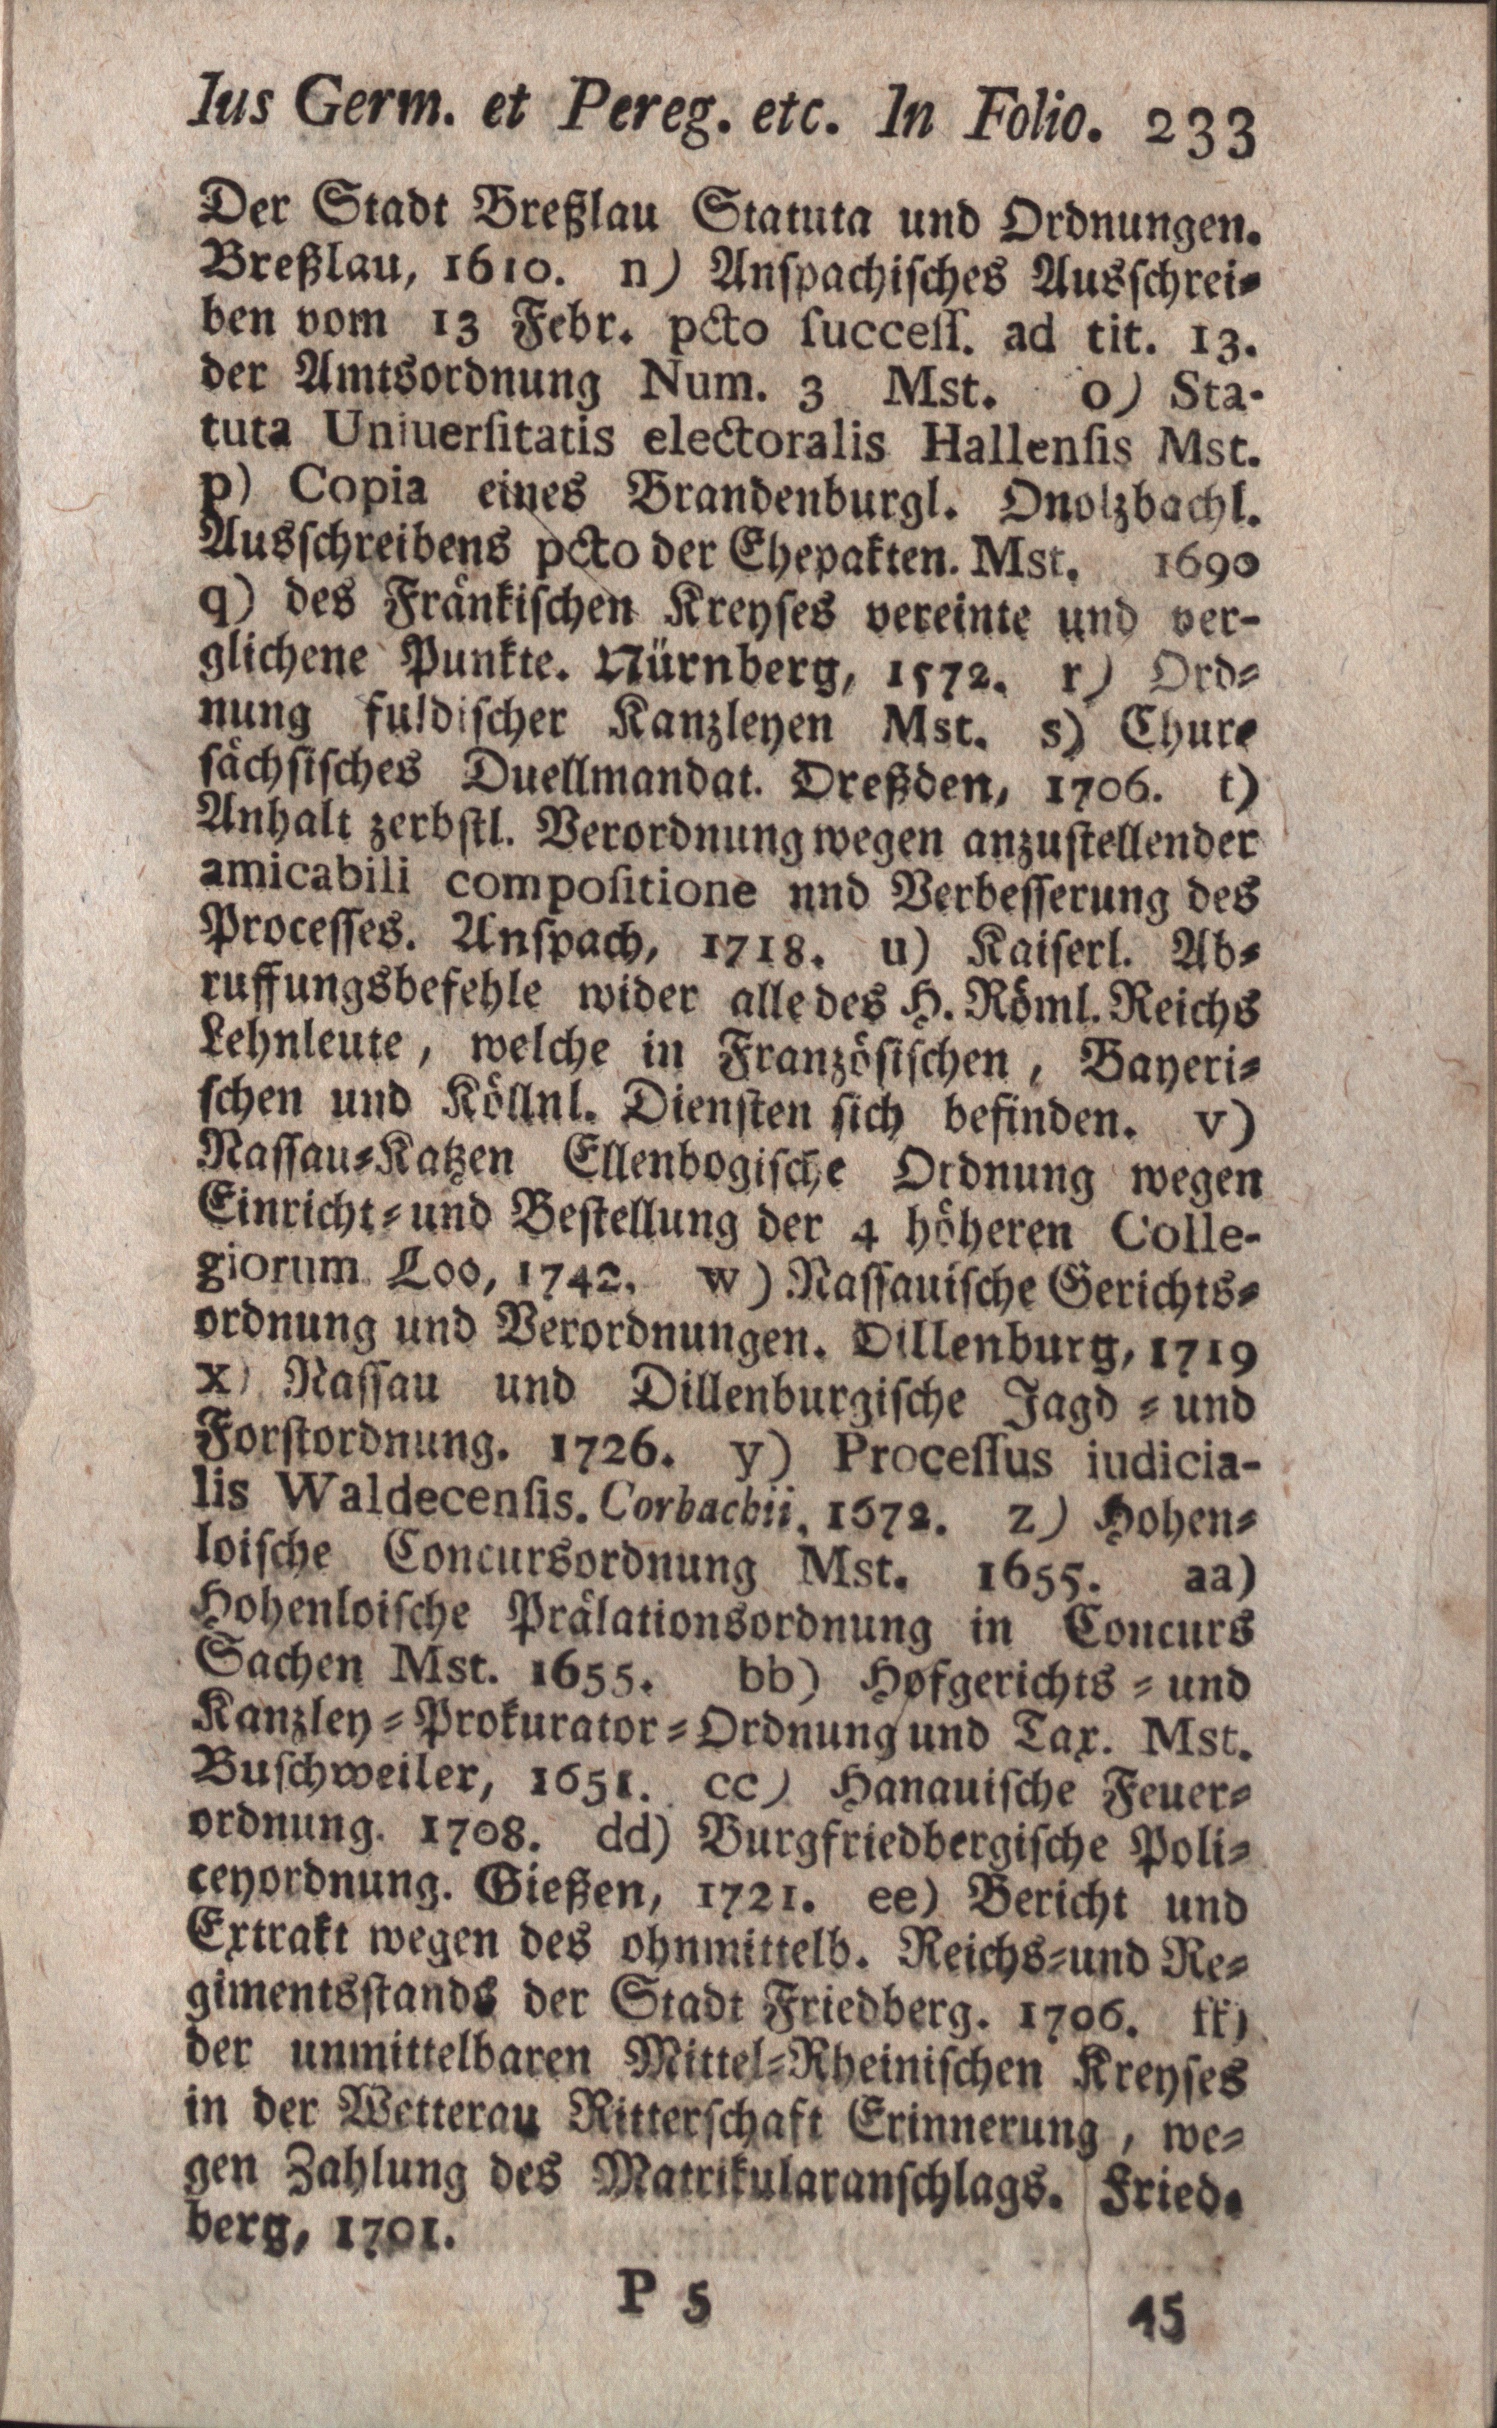 Ius Germ. et Pereg. etc. In Folio. 233
Der Stadt Breßlau Statuta und Ordnungen.
Breßlau, 1610. n) Anſpachiſches Ausſchrei⸗
ben vom 13 Febr. pcto ſucceſſ. ad tit. 13.
der Amtsordnung Num. 3 Mst. o) Sta-
tuta Uniuerſitatis electoralis Hallenſis Mst.
p) Copia eines Brandenburgl. Onolzbachl.
Ausſchreibens pcto der Ehepakten. Mst. 1690
q) des Fränkiſchen Kreyſes vereinte und ver-
glichene Punkte. Nürnberg, 1572. r) Ord⸗
nung fuldiſcher Kanzleyen Mst. s) Chur⸗
ſächſiſches Duellmandat. Dreßden, 1706. t)
Anhalt zerbſtl. Verordnung wegen anzuſtellender
amicabili compoſitione nnd Verbeſſerung des
Proceſſes. Anſpach, 1718. u) Kaiſerl. Ab⸗
ruffungsbefehle wider alle des H. Röml. Reichs
Lehnleute, welche in Franzöſiſchen, Bayeri⸗
ſchen und Köllnl. Dienſten ſich befinden. v)
Naſſau⸗Katzen Ellenbogiſche Ordnung wegen
Einricht⸗und Beſtellung der 4 höheren Colle-
giorum Loo, 1742. w) Naſſauiſche Gerichts⸗
ordnung und Verordnungen. Dillenburg, 1719
x) Naſſau und Dillenburgiſche Jagd⸗und
Forſtordnung. 1726. y) Proceſſus iudicia-
lis Waldecenſis. Corbachii. 1672. z) Hohen⸗
loiſche Concursordnung Mst. 1655. aa)
Hohenloiſche Prälationsordnung in Concurs
Sachen Mst. 1655. bb) Hofgerichts⸗und
Kanzley⸗Prokurator⸗Ordnung und Tax. Mst.
Buſchweiler, 1651. cc) Hanauiſche Feuer⸗
ordnung. 1708. dd) Burgfriedbergiſche Poli⸗
ceyordnung. Gießen, 1721. ee) Bericht und
Extrakt wegen des ohnmittelb. Reichs⸗und Re⸗
gimentsſtands der Stadt Friedberg. 1706. ff)
der unmittelbaren Mittel⸗Rheiniſchen Kreyſes
in der Wetterau Ritterſchaft Erinnerung, we⸗
gen Zahlung des Matrikularanſchlags. Fried⸗
berg, 1701.
P 5 15